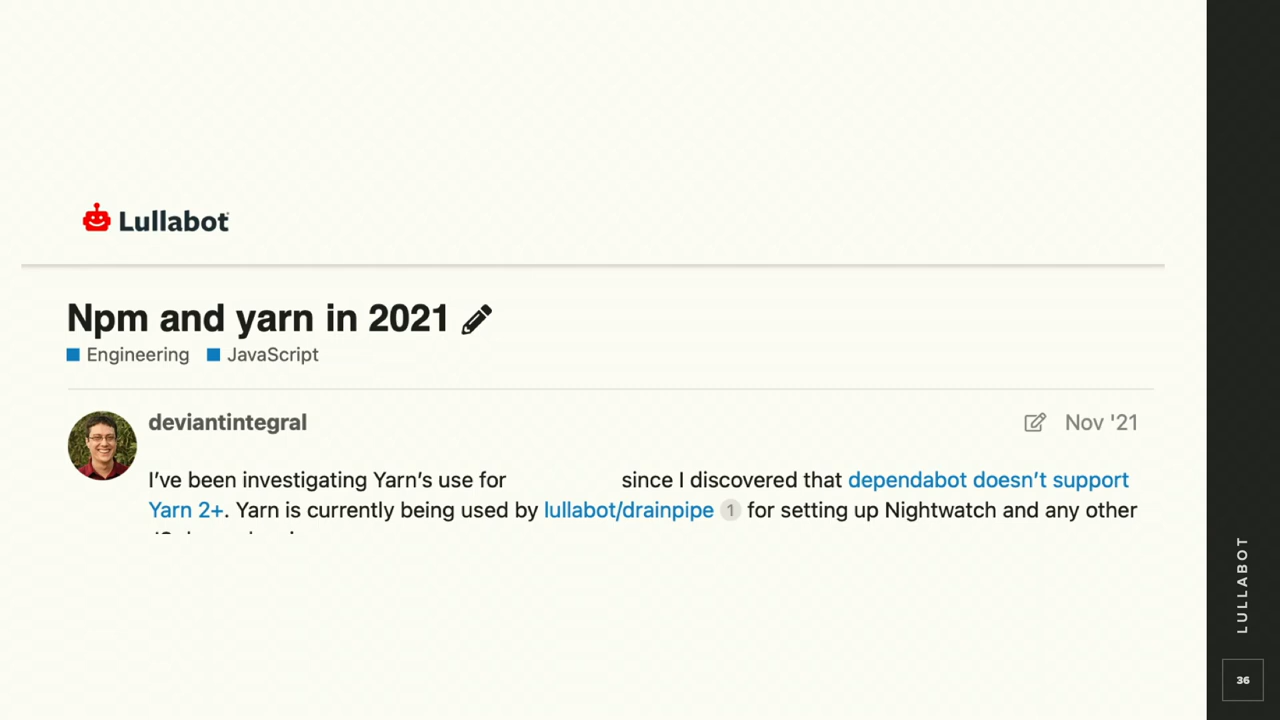 Lullabot
Npm and yarn in 2021
Engineering JavaScript
deviantintegral Nov '21
I've been investigating Yarn's use for since I discovered that dependabot doesn't support
Yarn 2+. Yarn is currently being used by lullabot/drainpipe 1 for setting up Nightwatch and any other
LULLABOT
36